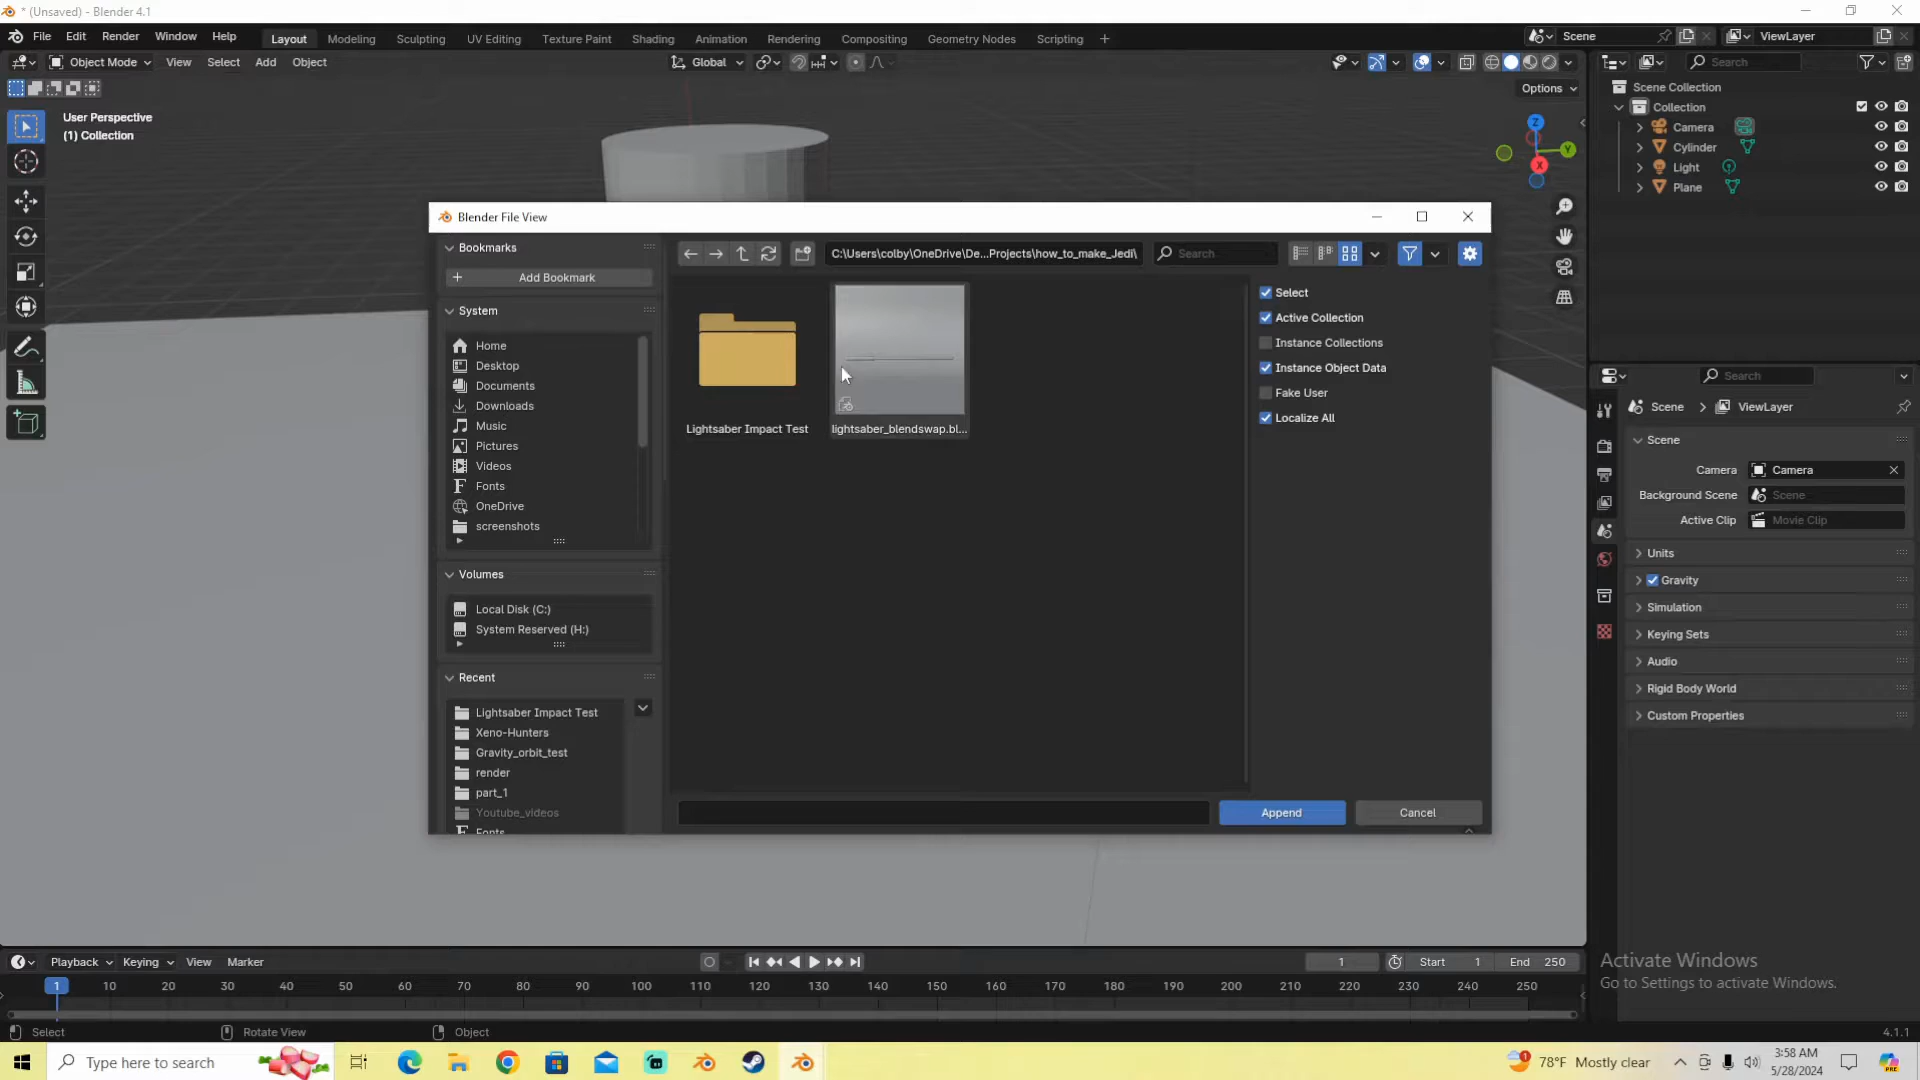 * (Unsaved) - Blender 4.1
File Edit Render Window Help Layout Modeling Sculpting UV Editing Texture Paint Shading Animation Rendering Compositing Geometry Nodes Scripting + Scene ViewLayer
Object Mode View Select Add Object Global Search
Options
User Perspective
(1) Collection
Scene Collection
Collection
Camera
Cylinder
Light
Plane
Z
Y
X
Blender File View
Bookmarks
Add Bookmark
C:\Users\colby\OneDrive\De...Projects\how_to_make_Jedi\ Search
System
Home
Desktop
Documents
Downloads
Music
Pictures
Videos
Fonts
OneDrive
screenshots
Volumes
Local Disk (C:)
System Reserved (H:)
Recent
Lightsaber Impact Test
Xeno-Hunters
Gravity_orbit_test
render
part_1
Youtube_videos
Fonts
Lightsaber Impact Test lightsaber_blendswap.bl...
Select
Active Collection
Instance Collections
Instance Object Data
Fake User
Localize All
Append Cancel
Search
Scene ViewLayer
Scene
Camera Camera
Background Scene Scene
Active Clip Movie Clip
Units
Gravity
Simulation
Keying Sets
Audio
Rigid Body World
Custom Properties
Activate Windows
Go to Settings to activate Windows.
Playback Keying View Marker 1 Start 1 End 250
1 10 20 30 40 50 60 70 80 90 100 110 120 130 140 150 160 170 180 190 200 210 220 230 240 250
Select Rotate View Object 4.1.1
Type here to search 1 78°F Mostly clear 3:58 AM
5/28/2024
PRE